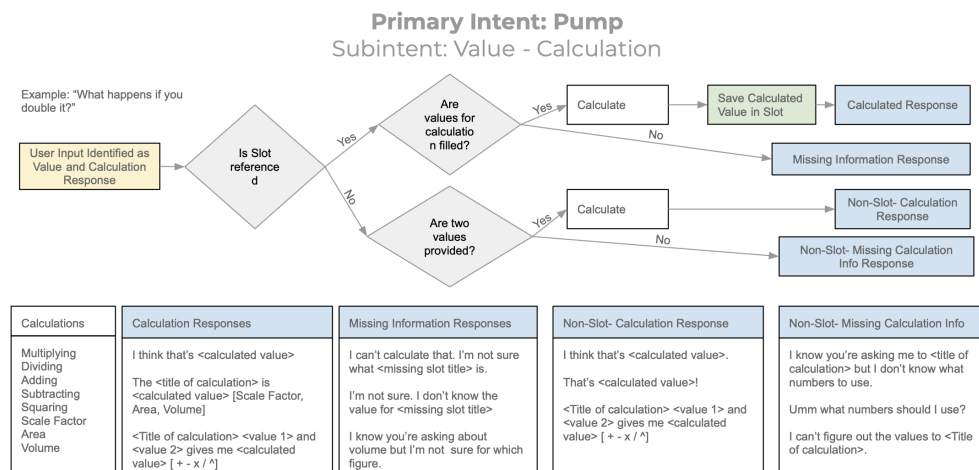 Primary Intent: Pump
Subintent: Value - Calculation
Example: "What happens if you
double it?"
User Input Identified as
Value and Calculation
Response
Is Slot
reference
d
Yes
No
Are
values for
calculatio
n filled?
Yes
No
Calculate
Save Calculated
Value in Slot
Calculated Response
Missing Information Response
Are two
values
provided?
Yes
No
Calculate
Non-Slot- Calculation
Response
Non-Slot- Missing Calculation
Info Response
Calculations
Multiplying
Dividing
Adding
Subtracting
Squaring
Scale Factor
Area
Volume
Calculation Responses
I think that's <calculated value>
The <title of calculation> is
<calculated value> [Scale Factor,
Area, Volume]
<Title of calculation> <value 1> and
<value 2> gives me <calculated
value> [ + - x / ^]
Missing Information Responses
I can't calculate that. I'm not sure
what <missing slot title> is.
I'm not sure. I don't know the
value for <missing slot title>
I know you're asking about
volume but I'm not sure for which
figure.
Non-Slot- Calculation Response
I think that's <calculated value>.
That's <calculated value>!
<Title of calculation> <value 1> and
<value 2> gives me <calculated
value> [ + - x / ^]
Non-Slot- Missing Calculation Info
I know you're asking me to <title of
calculation> but I don't know what
numbers to use.
Umm what numbers should I use?
I can't figure out the values to <Title
of calculation>.